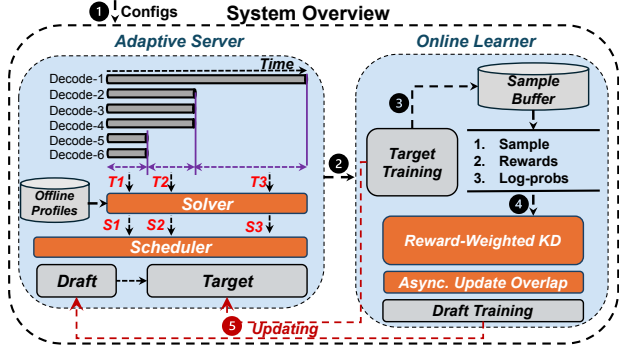 System Overview
1 Configs
Adaptive Server
Time
Decode-1
Decode-2
Decode-3
Decode-4
Decode-5
Decode-6
T1 T2 T3
Offline
Profiles
Solver
S1 S2 S3
Scheduler
Draft
Target
2
Online Learner
3
Sample
Buffer
Target
Training
1. Sample
2. Rewards
3. Log-probs
4
Reward-Weighted KD
Async. Update Overlap
Draft Training
5 Updating